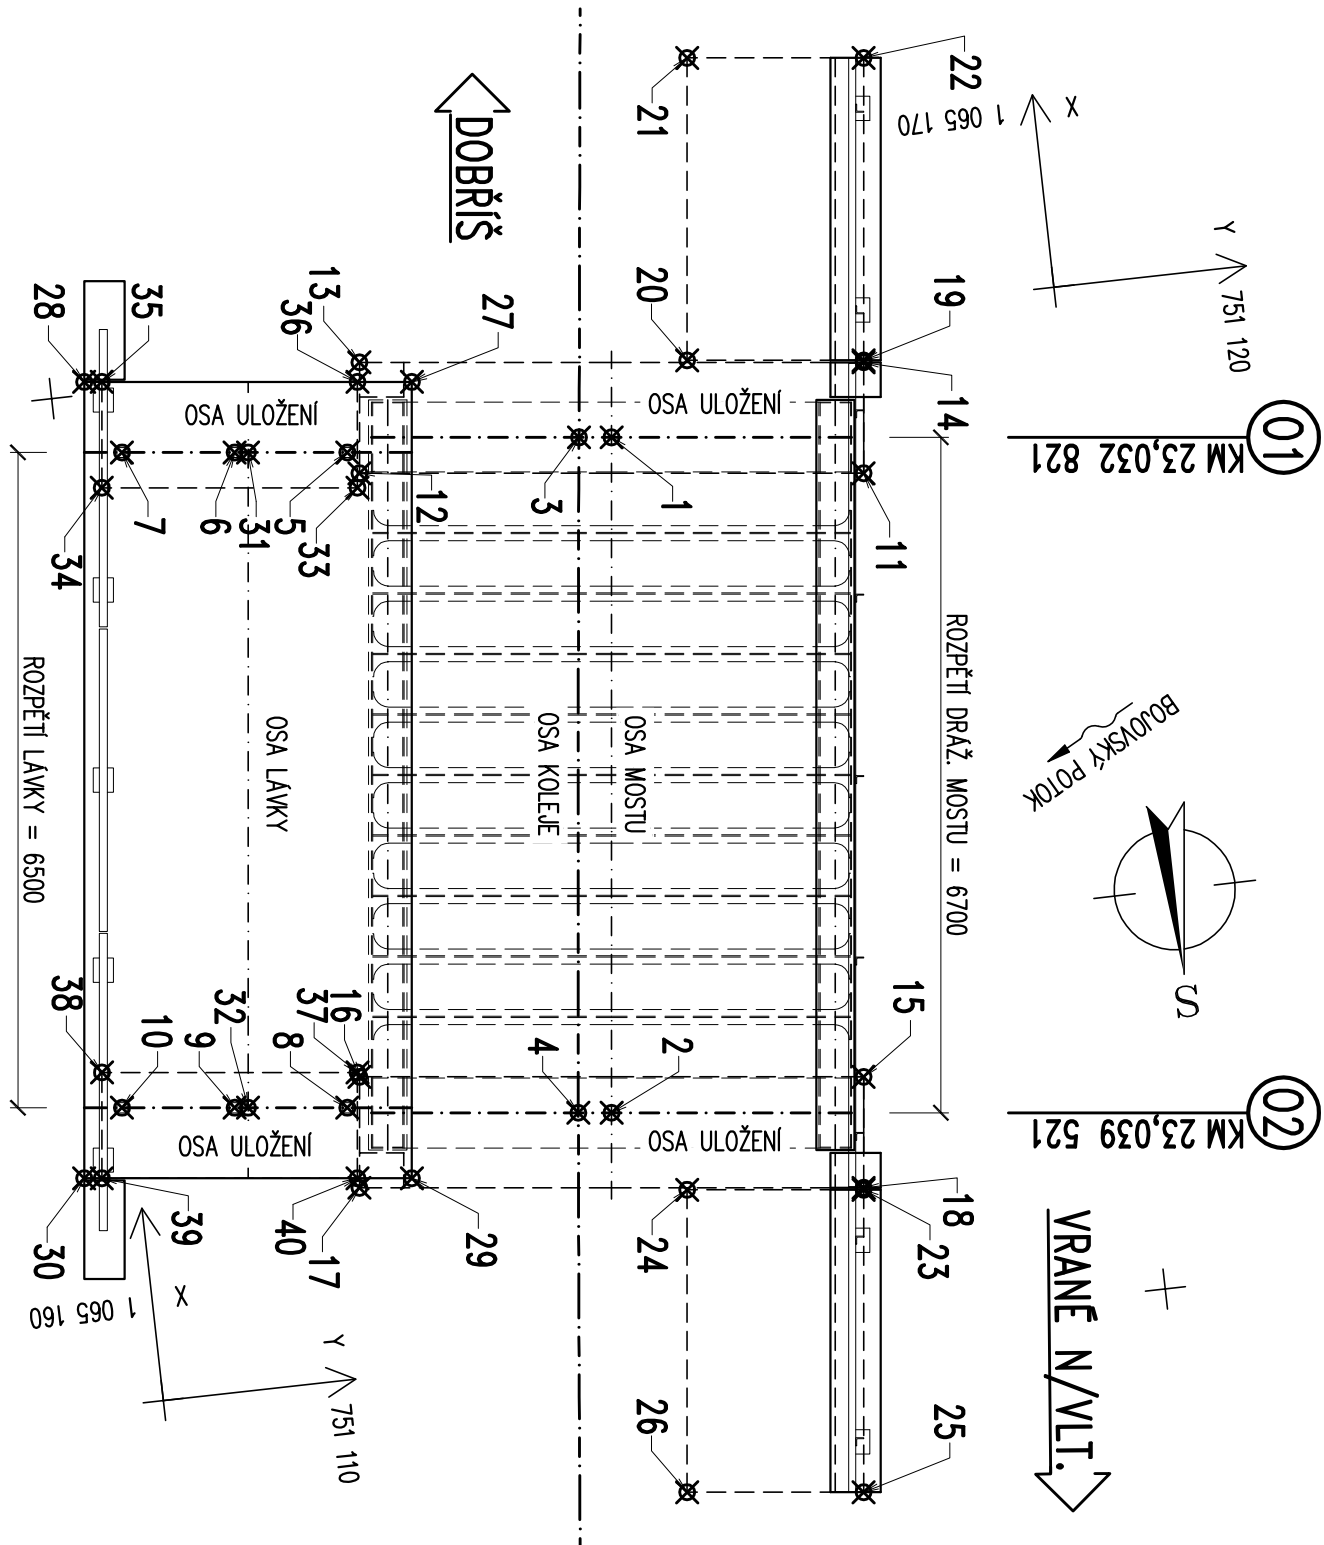 22
21
X
1 065 170
Y
751 120
DOBŘÍŠ
20
19
14
13
36
27
28
35
OSA ULOŽENÍ
OSA ULOŽENÍ
01
KM 23,032 821
7
6
31
5
33
12
34
3
1
11
ROZPĚTÍ LÁVKY = 6500
OSA LÁVKY
OSA KOLEJE
OSA MOSTU
ROZPĚTÍ DRÁŽ. MOSTU = 6700
BOJOVSKÝ POTOK
S
38
10
9
32
8
37
16
4
2
15
OSA ULOŽENÍ
OSA ULOŽENÍ
02
KM 23,039 521
30
39
40
17
29
24
18
23
VRANÉ N/VLT.
X
1 065 160
Y
751 110
26
25